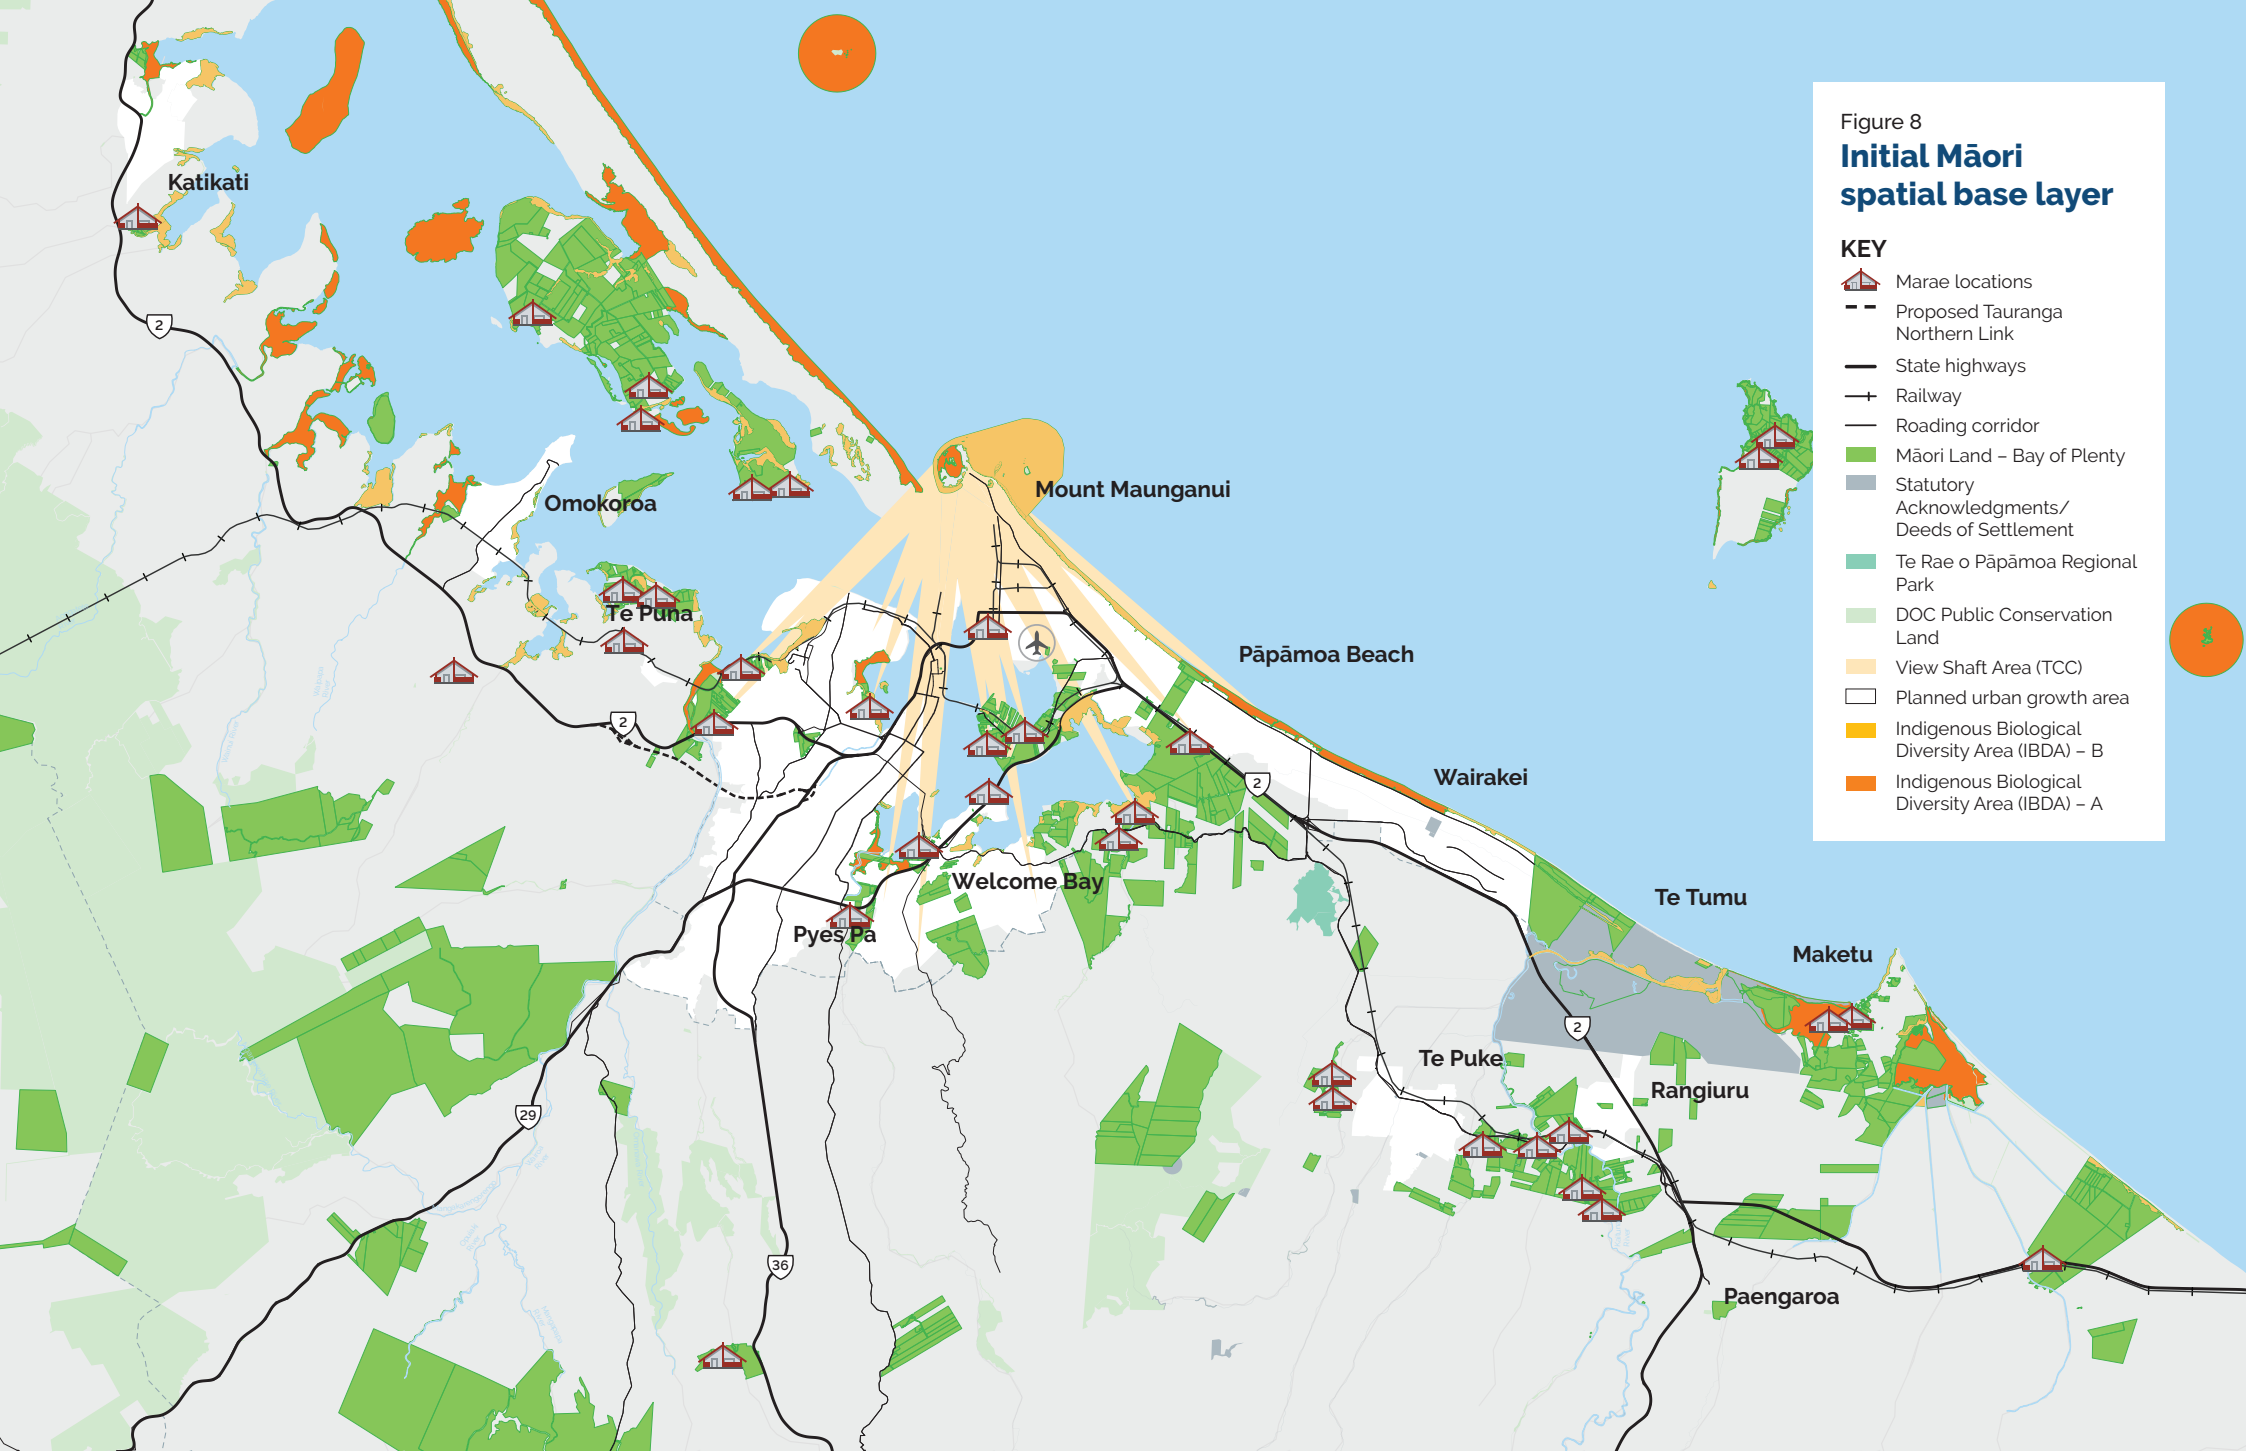 Figure 8
Initial Māori
spatial base layer
KEY
Marae locations
Proposed Tauranga
Northern Link
State highways
Railway
Roading corridor
Māori Land – Bay of Plenty
Statutory
Acknowledgments/
Deeds of Settlement
Te Rae o Pāpāmoa Regional
Park
DOC Public Conservation
Land
View Shaft Area (TCC)
Planned urban growth area
Indigenous Biological
Diversity Area (IBDA) – B
Indigenous Biological
Diversity Area (IBDA) – A
Katikati
2
Omokoroa
Mount Maunganui
Te Puna
Pāpāmoa Beach
2
Wairakei
2
Welcome Bay
Te Tumu
Pyes Pa
Maketu
2
Te Puke
Rangiuru
29
36
Paengaroa